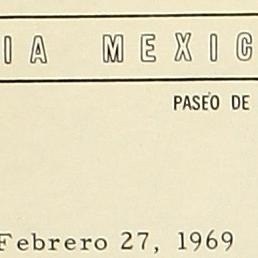 IA MEXIC
PASEO DE
Febrero 27, 1969